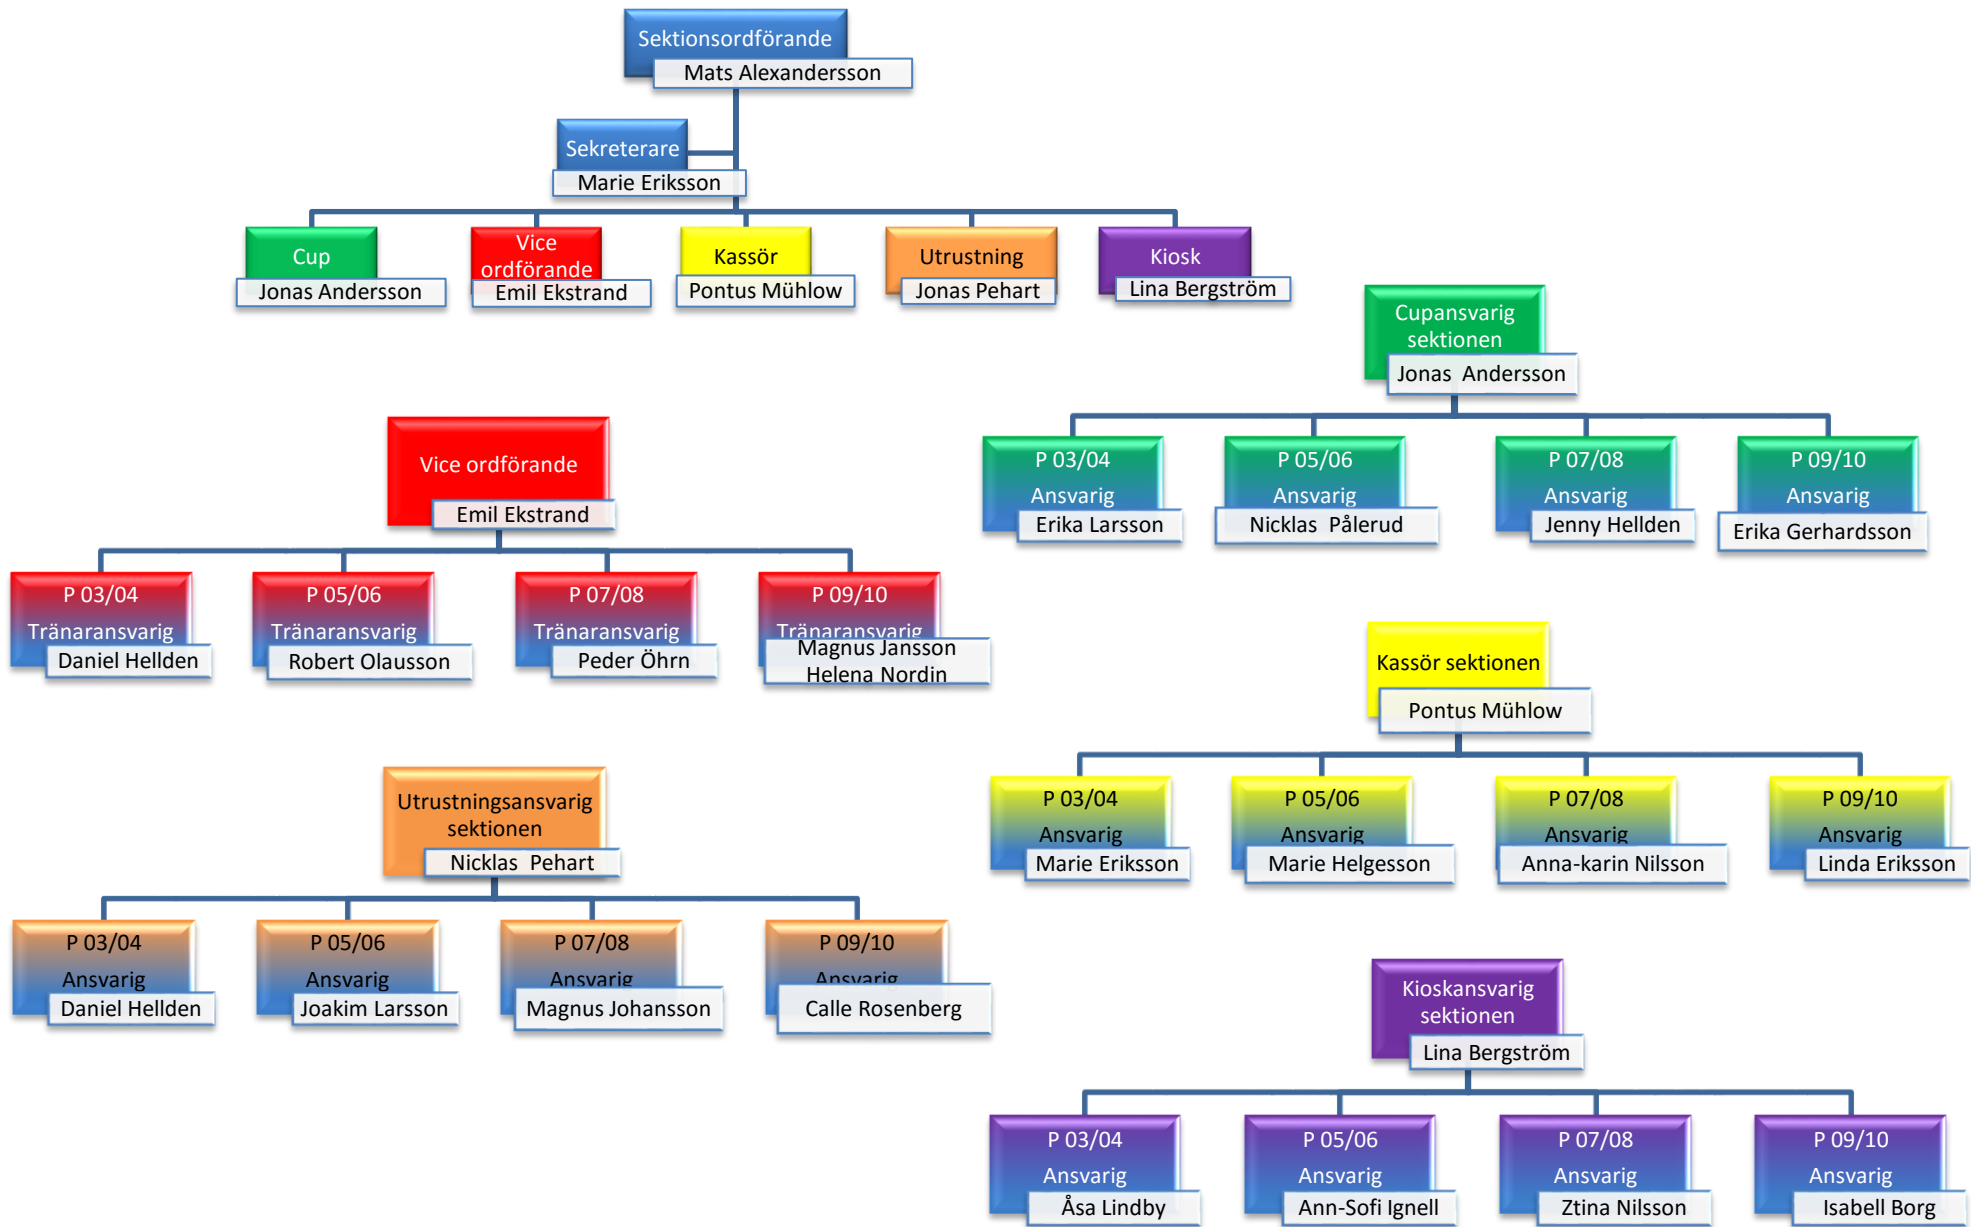 Sektionsordförande
Mats Alexandersson
Sekreterare
Marie Eriksson
Cup
Jonas Andersson
Vice
ordförande
Emil Ekstrand
Kassör
Pontus Mühlow
Utrustning
Jonas Pehart
Kiosk
Lina Bergström
Cupansvarig
sektionen
Jonas  Andersson
P 03/04
Ansvarig
Erika Larsson
P 05/06
Ansvarig
Nicklas  Pålerud
P 07/08
Ansvarig
Jenny Hellden
P 09/10
Ansvarig
Erika Gerhardsson
Vice ordförande
Emil Ekstrand
P 03/04
Tränaransvarig
Daniel Hellden
P 05/06
Tränaransvarig
Robert Olausson
P 07/08
Tränaransvarig
Peder Öhrn
P 09/10
Tränaransvarig
Magnus Jansson
Helena Nordin
Kassör sektionen
Pontus Mühlow
P 03/04
Ansvarig
Marie Eriksson
P 05/06
Ansvarig
Marie Helgesson
P 07/08
Ansvarig
Anna-karin Nilsson
P 09/10
Ansvarig
Linda Eriksson
Utrustningsansvarig
sektionen
Nicklas  Pehart
P 03/04
Ansvarig
Daniel Hellden
P 05/06
Ansvarig
Joakim Larsson
P 07/08
Ansvarig
Magnus Johansson
P 09/10
Ansvarig
Calle Rosenberg
Kioskansvarig
sektionen
Lina Bergström
P 03/04
Ansvarig
Åsa Lindby
P 05/06
Ansvarig
Ann-Sofi Ignell
P 07/08
Ansvarig
Ztina Nilsson
P 09/10
Ansvarig
Isabell Borg